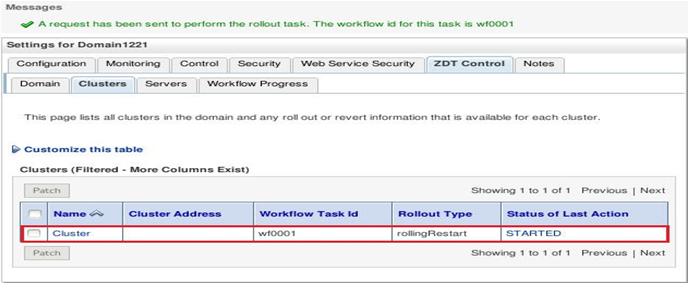 Messages
A request has been sent to perform the rollout task. The workflow id for this task is wf0001
Settings for Domain1221
Configuration Monitoring Control Security Web Service Security ZDT Control Notes
Domain Clusters Servers Workflow Progress
This page lists all clusters in the domain and any roll out or revert information that is available for each cluster.
Customize this table
Clusters (Filtered - More Columns Exist)
Patch Showing 1 to 1 of 1 Previous | Next
Name Cluster Address Workflow Task Id Rollout Type Status of Last Action
Cluster wf0001 rollingRestart STARTED
Patch Showing 1 to 1 of 1 Previous | Next